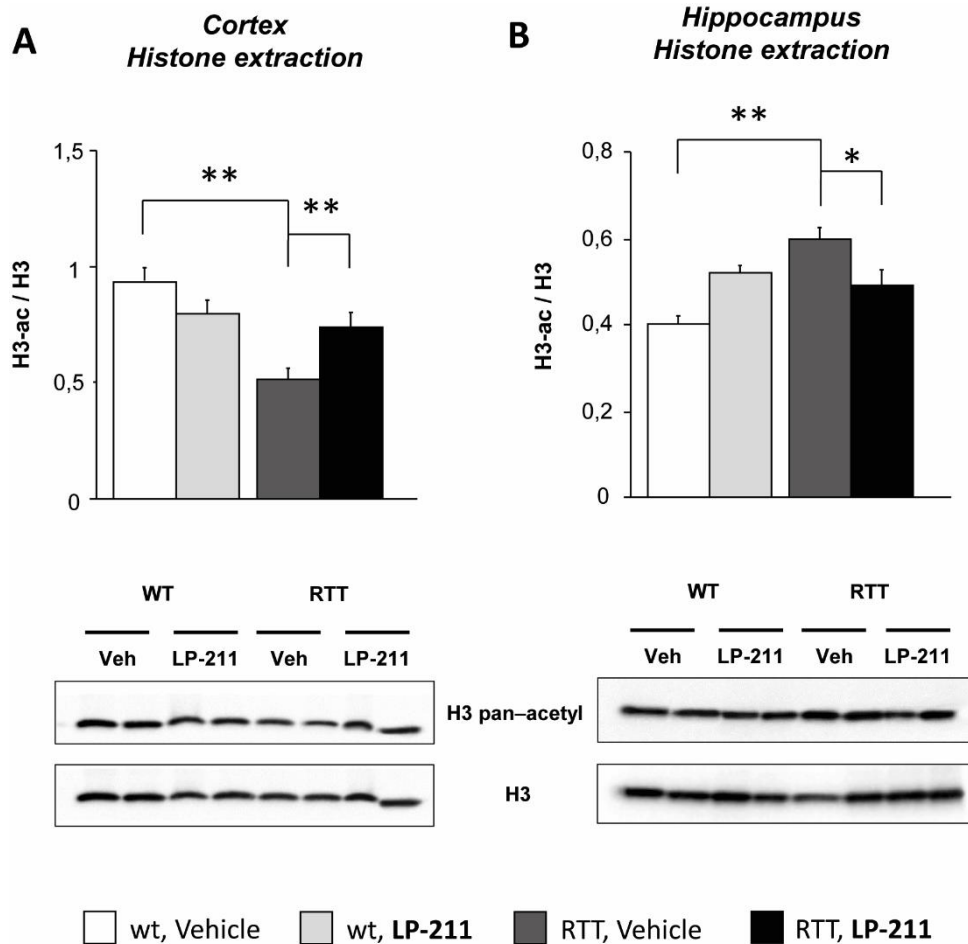 A
Cortex
Histone extraction
H3-ac / H3
1,5
1
0,5
0
**
**
WT RTT
Veh LP-211 Veh LP-211
B
Hippocampus
Histone extraction
H3-ac / H3
0,8
0,6
0,4
0,2
0
**
*
WT RTT
Veh LP-211 Veh LP-211
H3 pan–acetyl
H3
wt, Vehicle wt, LP-211 RTT, Vehicle RTT, LP-211